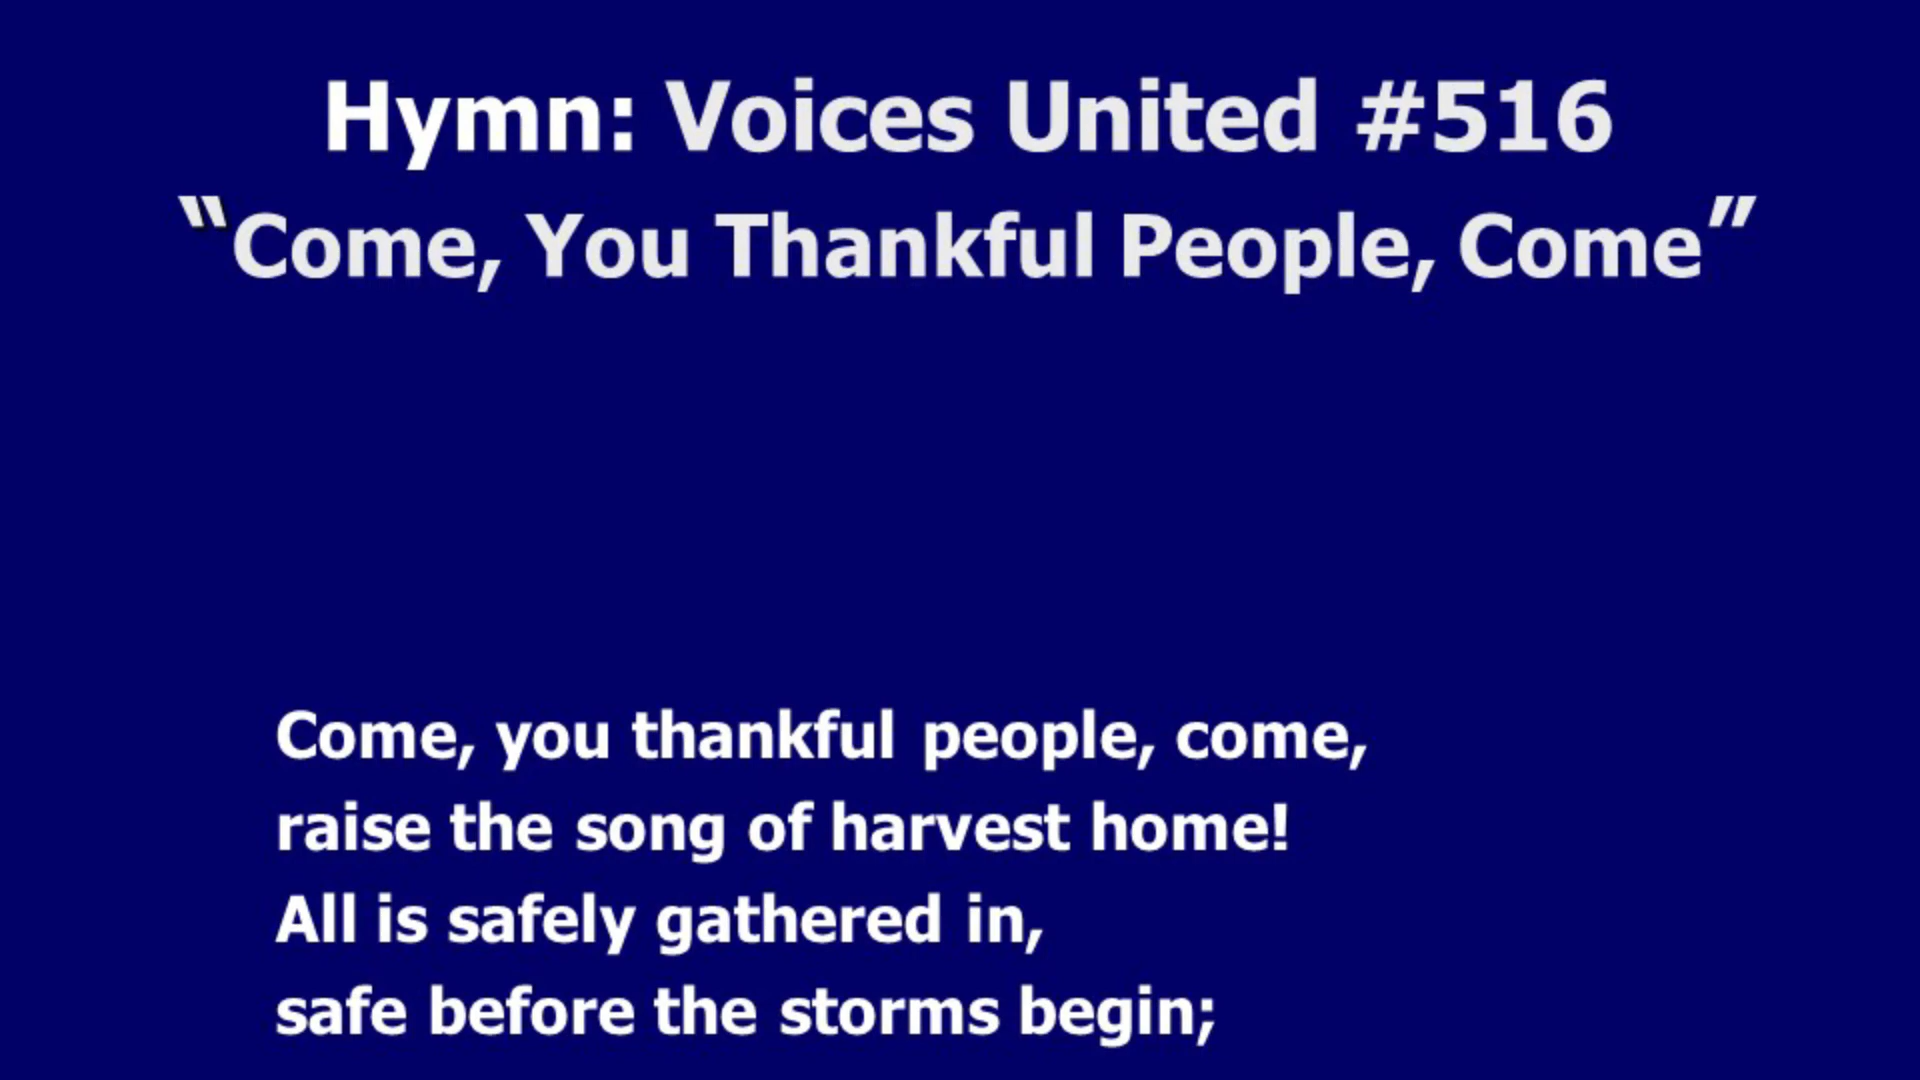 Hymn: Voices United #516
“Come, You Thankful People, Come”
Come, you thankful people, come,
raise the song of harvest home!
All is safely gathered in,
safe before the storms begin;